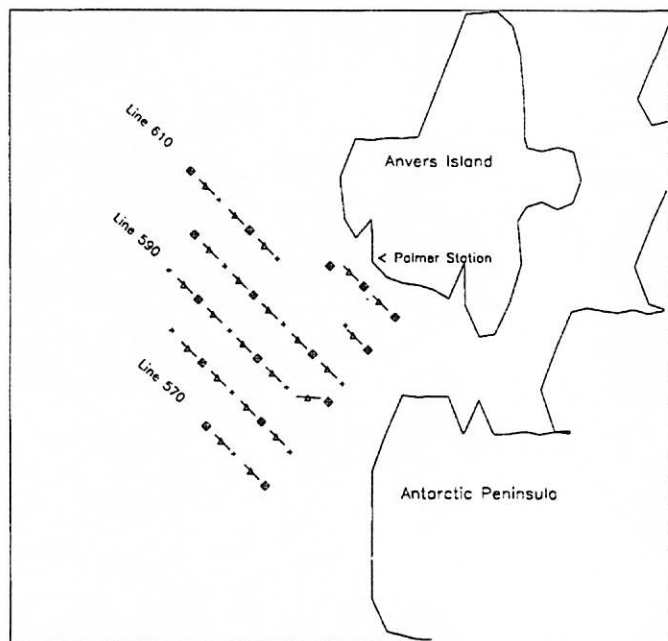 Line 610
Anvers Island
Line 590
< Palmer Station
Line 570
Antarctic Peninsula